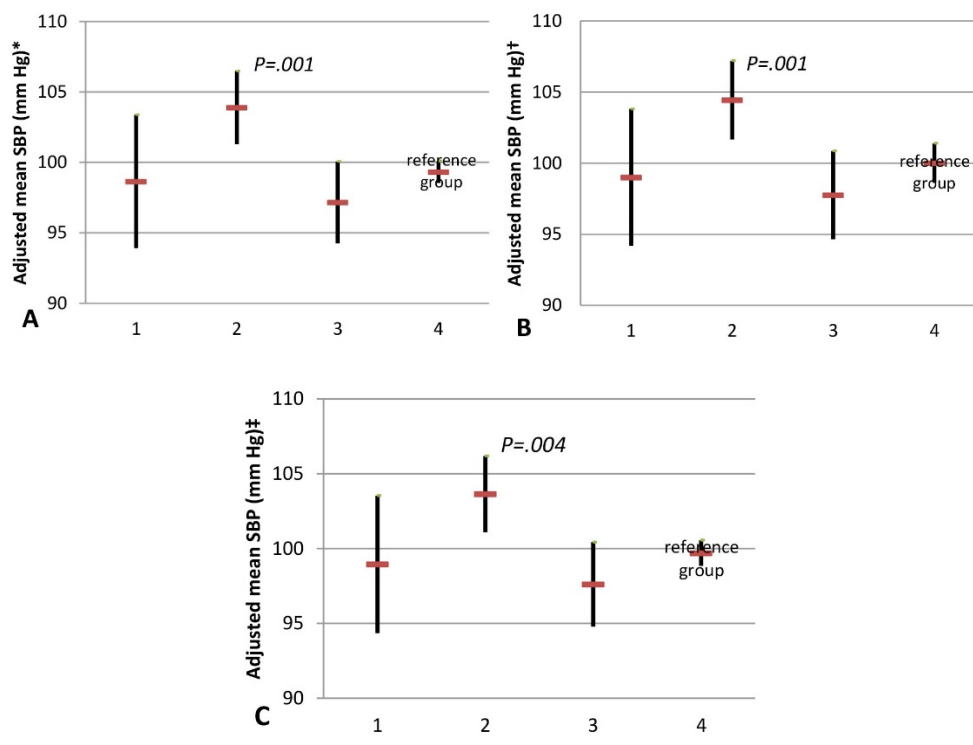 Adjusted mean SBP (mm Hg)*
110
105
100
95
90
P=.001
reference
group
A
1 2 3 4
Adjusted mean SBP (mm Hg)†
110
105
100
95
90
P=.001
reference
group
B
1 2 3 4
Adjusted mean SBP (mm Hg)‡
110
105
100
95
90
P=.004
reference
group
C
1 2 3 4